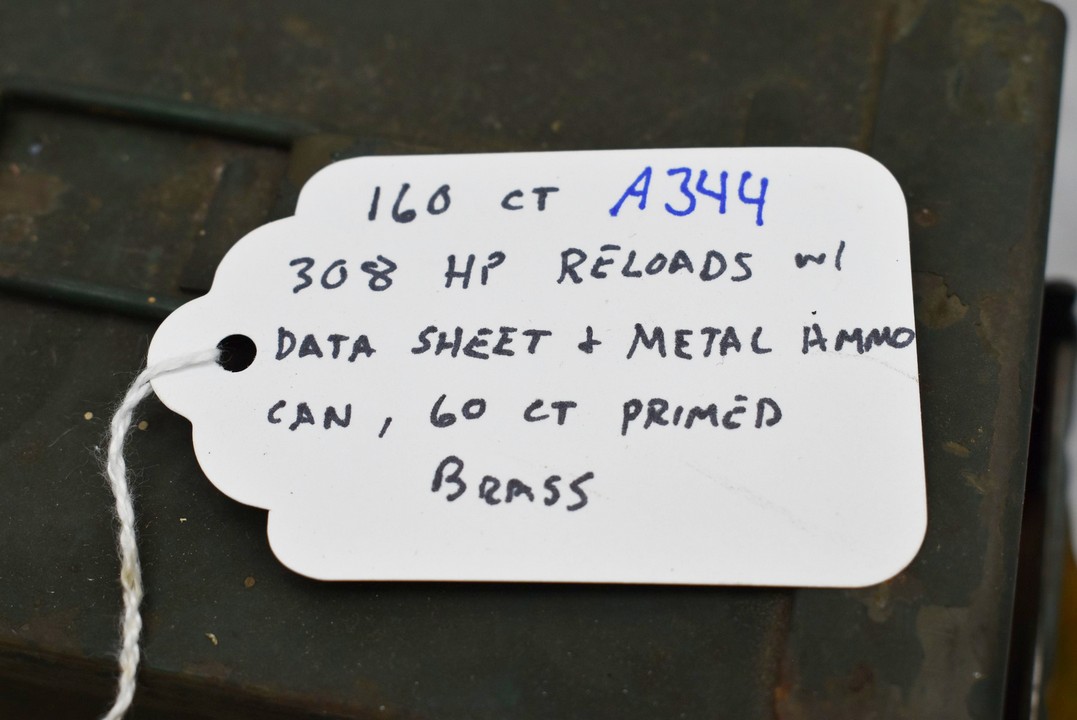 160 CT A344
308 HP RELOADS w/
DATA SHEET + METAL AMMO
CAN, 60 CT PRIMED
BRASS